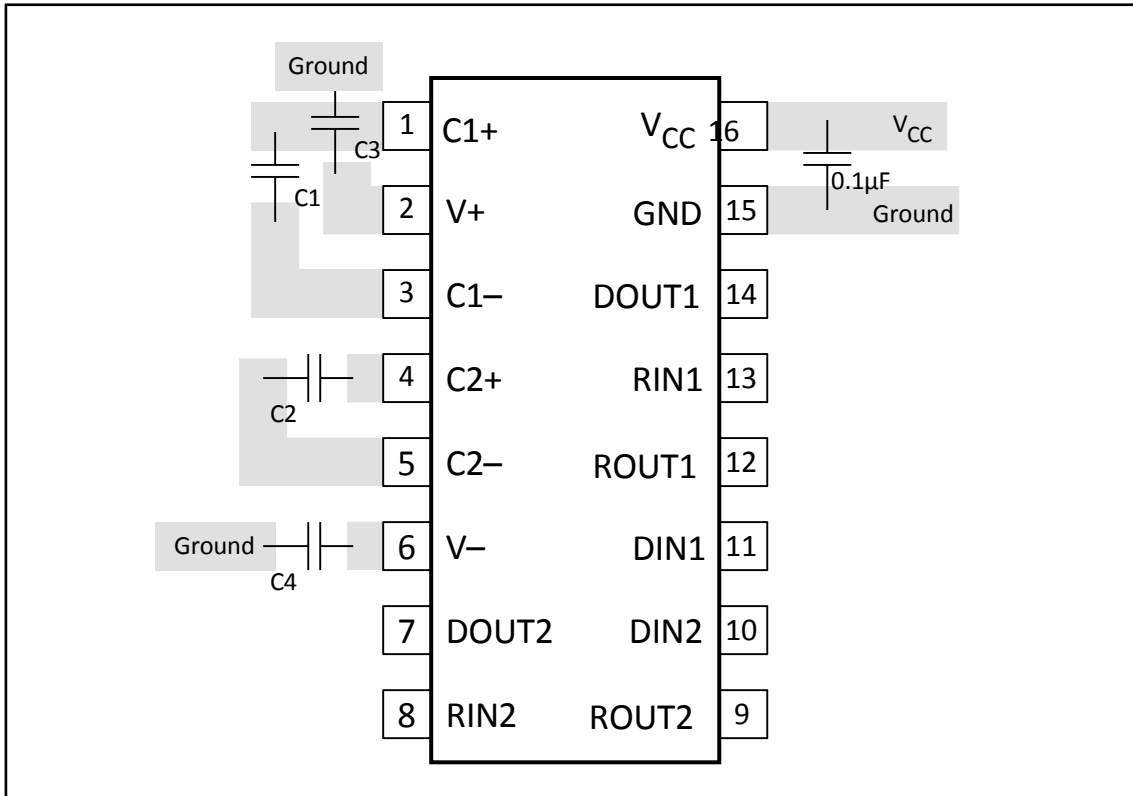 Ground
1 C1+
C3
C1
2 V+
3 C1–
4 C2+
C2
5 C2–
Ground
6 V–
C4
7 DOUT2
8 RIN2
VCC 16
VCC
0.1µF
GND 15
Ground
DOUT1 14
RIN1 13
ROUT1 12
DIN1 11
DIN2 10
ROUT2 9